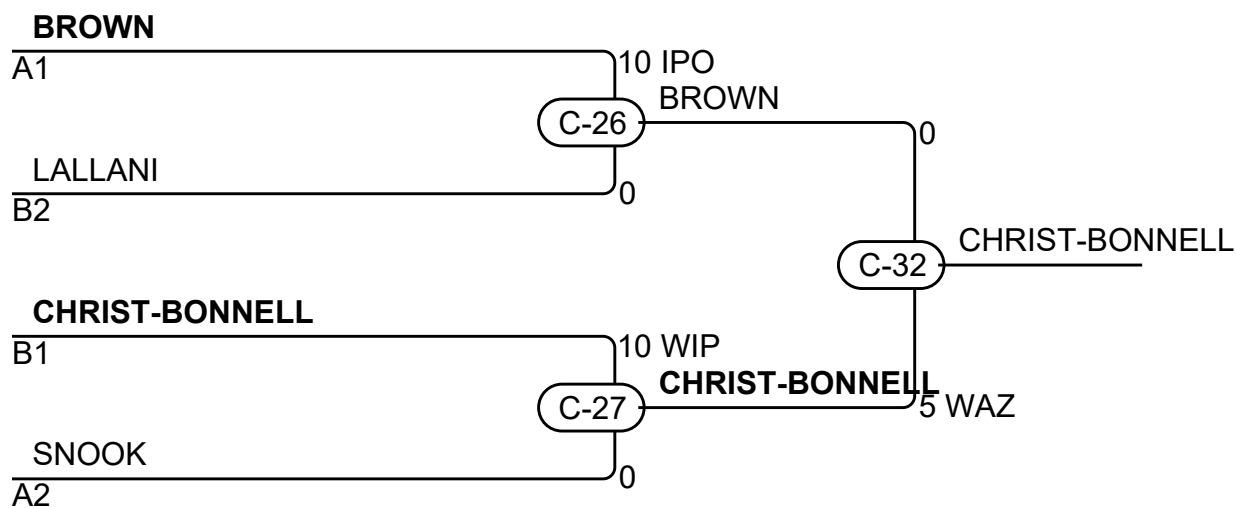 BROWN
A1
10 IPO
BROWN
C-26
0
LALLANI
0
B2
CHRIST-BONNELL
C-32
CHRIST-BONNELL
B1
10 WIP
CHRIST-BONNELL
C-27
5 WAZ
SNOOK
0
A2